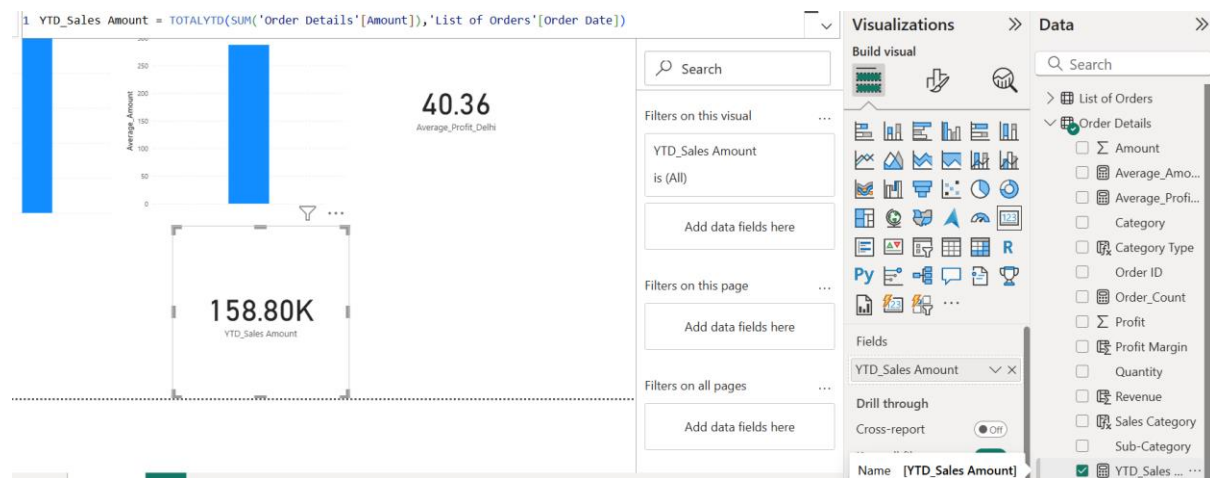 1 YTD_Sales Amount = TOTALYTD(SUM('Order Details'[Amount]),'List of Orders'[Order Date])
300
250
200
150
100
50
0
Average_Amount
40.36
Average_Profit_Delhi
158.80K
YTD_Sales Amount
Search
Filters on this visual
...
YTD_Sales Amount
is (All)
Add data fields here
Filters on this page
...
Add data fields here
Filters on all pages
...
Add data fields here
Visualizations
Build visual
123
R
Py
123
...
Fields
YTD_Sales Amount
Drill through
Cross-report
Off
Name [YTD_Sales Amount]
Data
Search
List of Orders
Order Details
Amount
Average_Amo...
Average_Profi...
Category
Category Type
Order ID
Order_Count
Profit
Profit Margin
Quantity
Revenue
Sales Category
Sub-Category
YTD_Sales ... ...